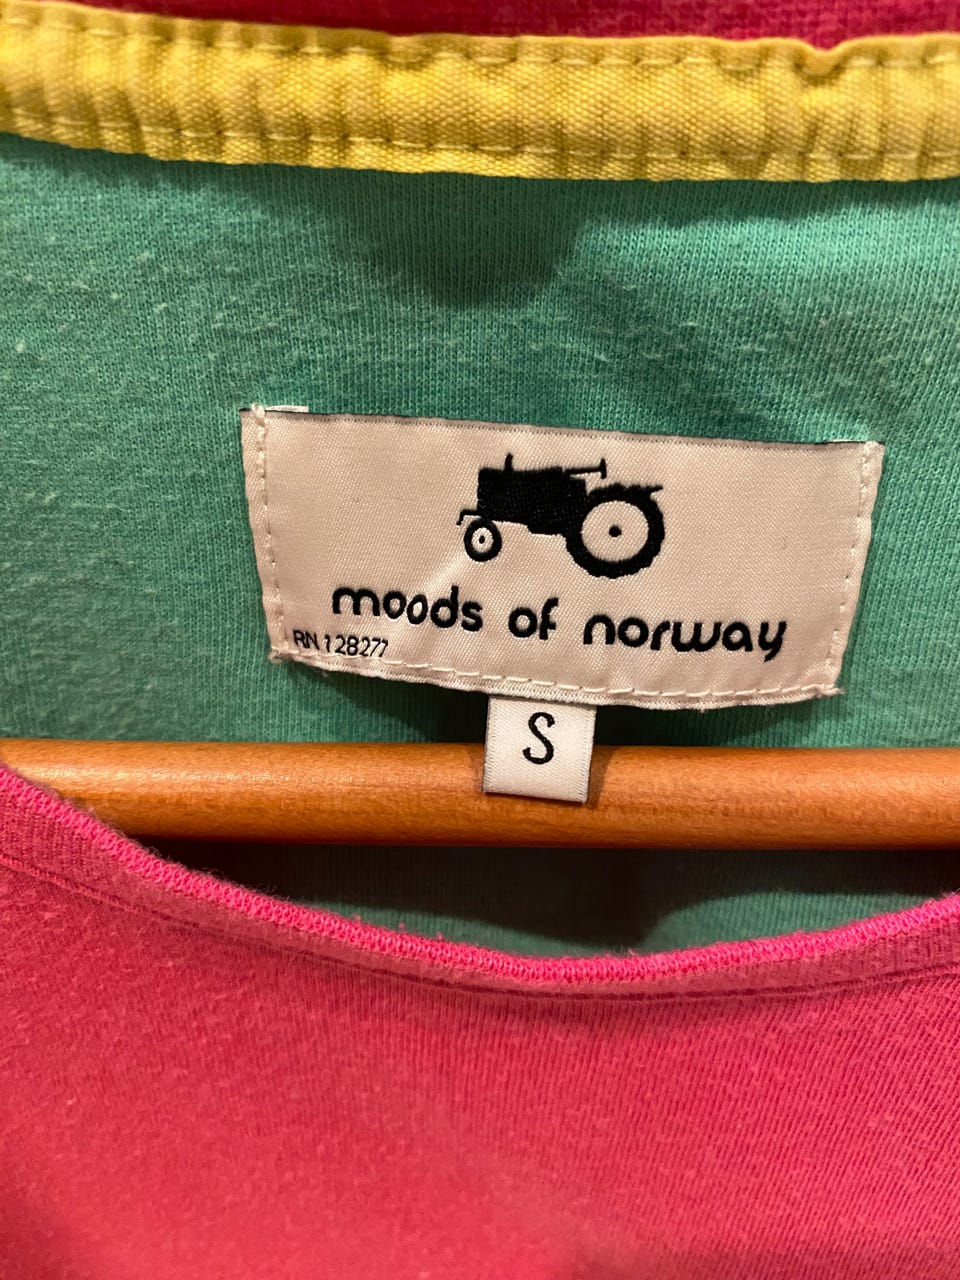 moods of norway
RN 128277
S